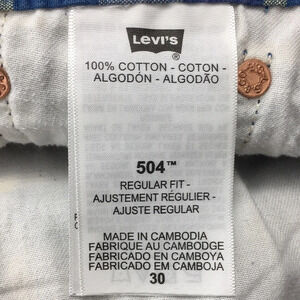 Levi's
100% COTTON - COTON -
ALGODÓN - ALGODÃO
504™
REGULAR FIT -
AJUSTEMENT RÉGULIER -
AJUSTE REGULAR
MADE IN CAMBODIA
FABRIQUE AU CAMBODGE
FABRICADO EN CAMBOYA
FABRICADO EM CAMBOJA
30